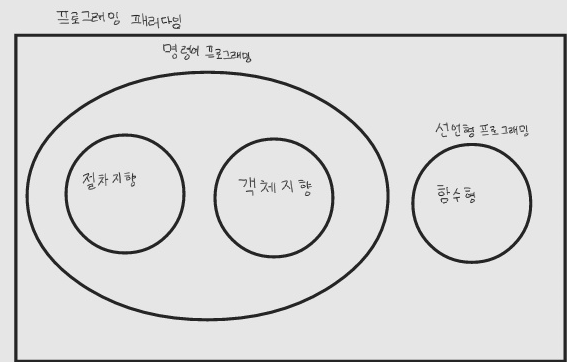 프로그래밍 패러다임
명령어 프로그래밍
선언형 프로그래밍
절차지향
객체지향
함수형